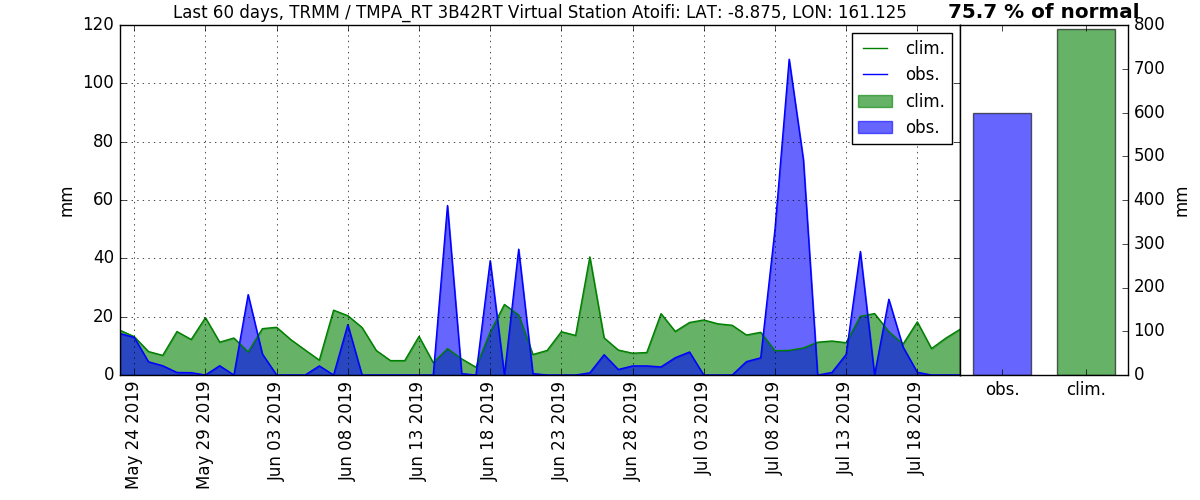 Last 60 days, TRMM / TMPA_RT 3B42RT Virtual Station Atoifi: LAT: -8.875, LON: 161.125
75.7 % of normal
120
100
80
60
40
20
0
mm
clim.
obs.
clim.
obs.
800
700
600
500
400
300
200
100
0
mm
May 24 2019
May 29 2019
Jun 03 2019
Jun 08 2019
Jun 13 2019
Jun 18 2019
Jun 23 2019
Jun 28 2019
Jul 03 2019
Jul 08 2019
Jul 13 2019
Jul 18 2019
obs.
clim.